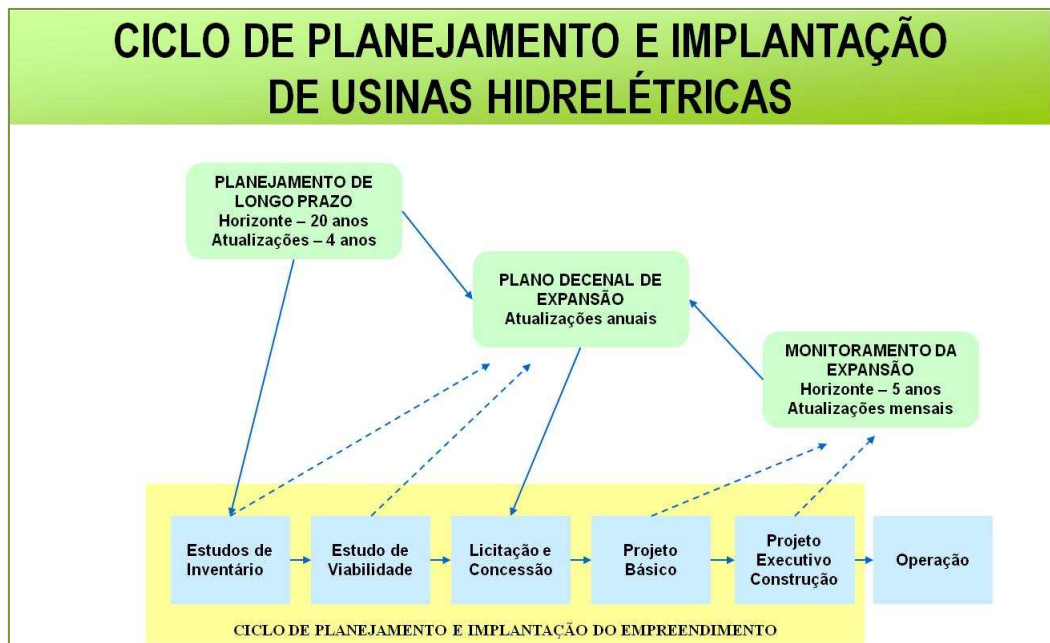 CICLO DE PLANEJAMENTO E IMPLANTAÇÃO
DE USINAS HIDRELÉTRICAS
PLANEJAMENTO DE
LONGO PRAZO
Horizonte – 20 anos
Atualizações – 4 anos
PLANO DECENAL DE
EXPANSÃO
Atualizações anuais
MONITORAMENTO DA
EXPANSÃO
Horizonte – 5 anos
Atualizações mensais
Estudos de
Inventário
Estudo de
Viabilidade
Licitação e
Concessão
Projeto
Básico
Projeto
Executivo
Construção
Operação
CICLO DE PLANEJAMENTO E IMPLANTAÇÃO DO EMPREENDIMENTO